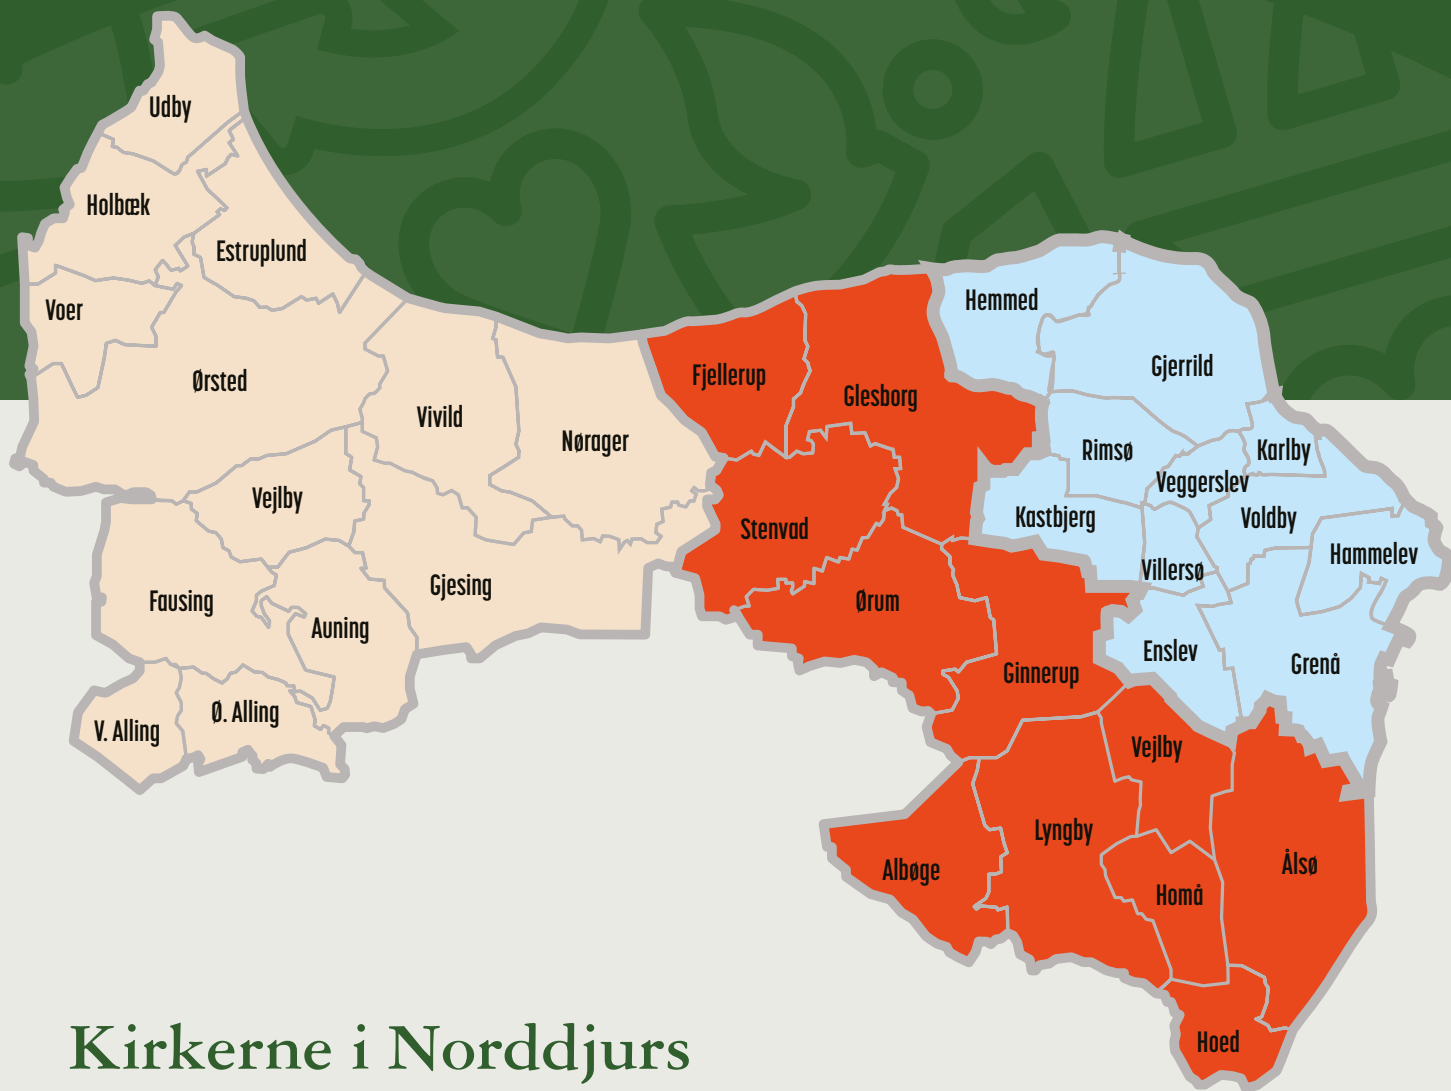 Udby
Holbæk
Estruplund
Voer
Ørsted
Vivild
Nørager
Vejlby
Fausing
Auning
Gjesing
V. Alling
Ø. Alling
Fjellerup
Glesborg
Stenvad
Ørum
Ginnerup
Vejlby
Lyngby
Albøge
Homå
Ålsø
Hoed
Hemmed
Gjerrild
Rimsø
Karlby
Veggerslev
Kastbjerg
Voldby
Villersø
Hammelev
Enslev
Grenå
Kirkerne i Norddjurs